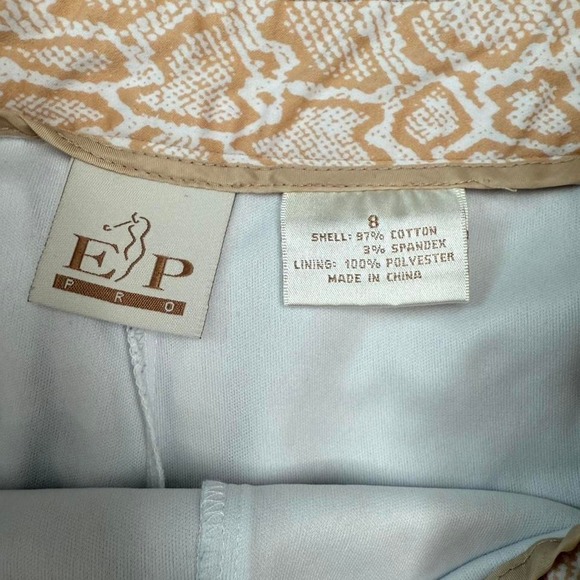 EP
PRO
8
SHELL: 97% COTTON
3% SPANDEX
LINING: 100% POLYESTER
MADE IN CHINA